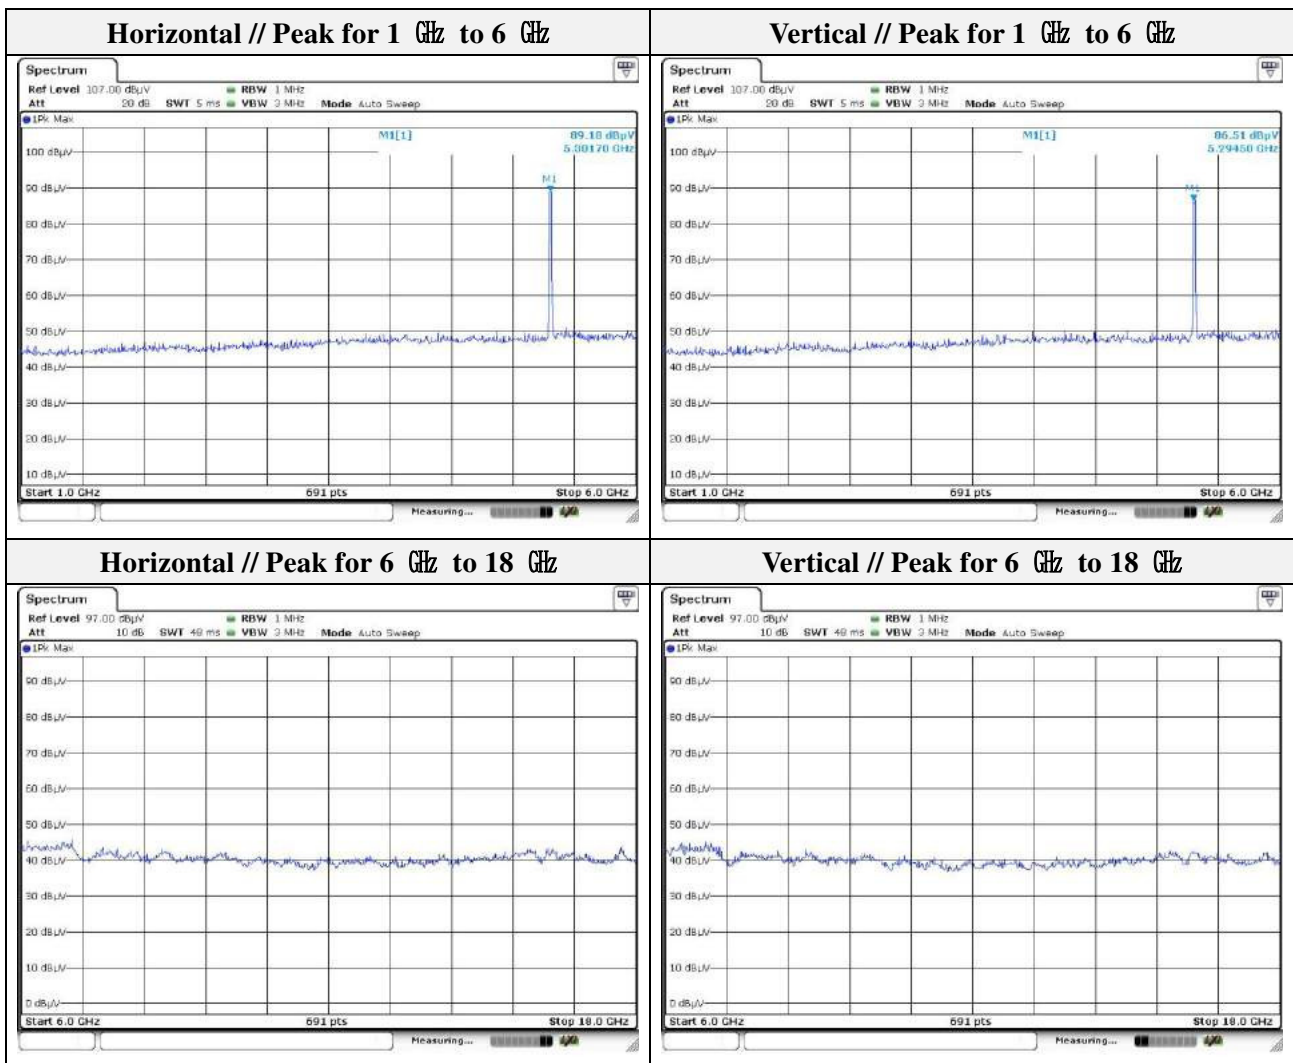 Horizontal // Peak for 1 ㎓ to 6 ㎓
Vertical // Peak for 1 ㎓ to 6 ㎓
Spectrum
Ref Level 107.00 dBµV RBW 1 MHz
Att 20 dB SWT 5 ms VBW 3 MHz Mode Auto Sweep
1Pk Max
M1[1] 89.18 dBµV
5.30170 GHz
M1
100 dBµV
90 dBµV
80 dBµV
70 dBµV
60 dBµV
50 dBµV
40 dBµV
30 dBµV
20 dBµV
10 dBµV
Start 1.0 GHz 691 pts Stop 6.0 GHz
Measuring...
Spectrum
Ref Level 107.00 dBµV RBW 1 MHz
Att 20 dB SWT 5 ms VBW 3 MHz Mode Auto Sweep
1Pk Max
M1[1] 86.51 dBµV
5.29450 GHz
M1
100 dBµV
90 dBµV
80 dBµV
70 dBµV
60 dBµV
50 dBµV
40 dBµV
30 dBµV
20 dBµV
10 dBµV
Start 1.0 GHz 691 pts Stop 6.0 GHz
Measuring...
Horizontal // Peak for 6 ㎓ to 18 ㎓
Vertical // Peak for 6 ㎓ to 18 ㎓
Spectrum
Ref Level 97.00 dBµV RBW 1 MHz
Att 10 dB SWT 48 ms VBW 3 MHz Mode Auto Sweep
1Pk Max
90 dBµV
80 dBµV
70 dBµV
60 dBµV
50 dBµV
40 dBµV
30 dBµV
20 dBµV
10 dBµV
0 dBµV
Start 6.0 GHz 691 pts Stop 18.0 GHz
Measuring...
Spectrum
Ref Level 97.00 dBµV RBW 1 MHz
Att 10 dB SWT 48 ms VBW 3 MHz Mode Auto Sweep
1Pk Max
90 dBµV
80 dBµV
70 dBµV
60 dBµV
50 dBµV
40 dBµV
30 dBµV
20 dBµV
10 dBµV
0 dBµV
Start 6.0 GHz 691 pts Stop 18.0 GHz
Measuring...